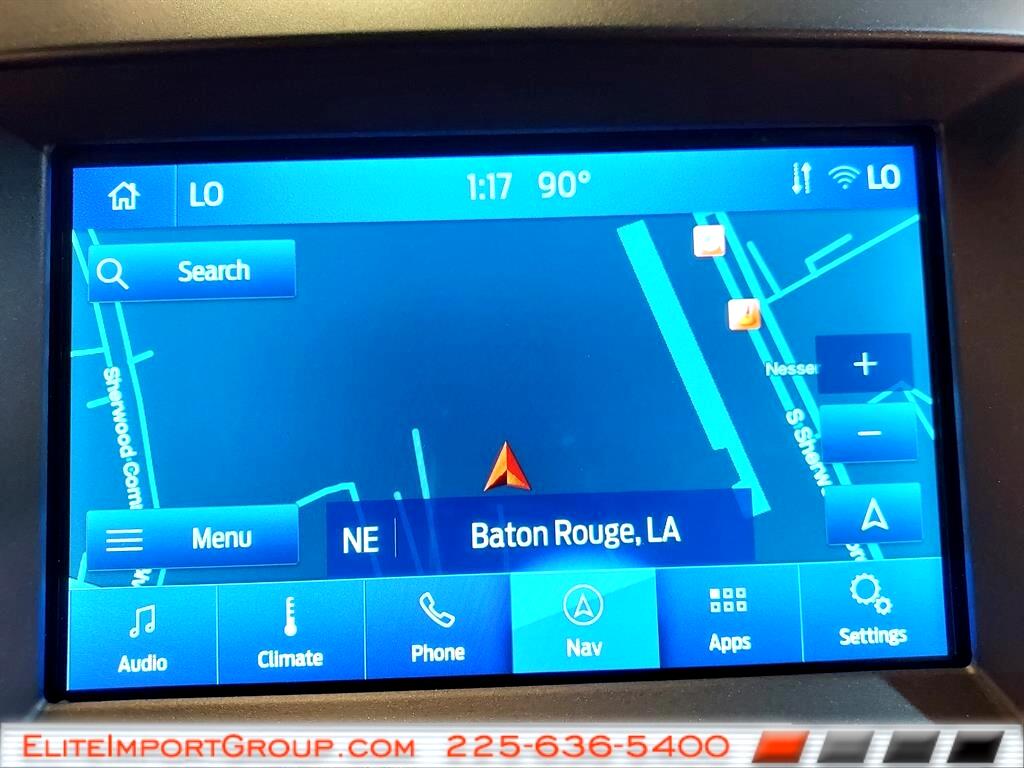 LO 1:17 90° LO
Search
Nesser
Sherwood
S Sherw
Menu
NE Baton Rouge, LA
Audio Climate Phone Nav Apps Settings
EliteImportGroup.com 225-636-5400